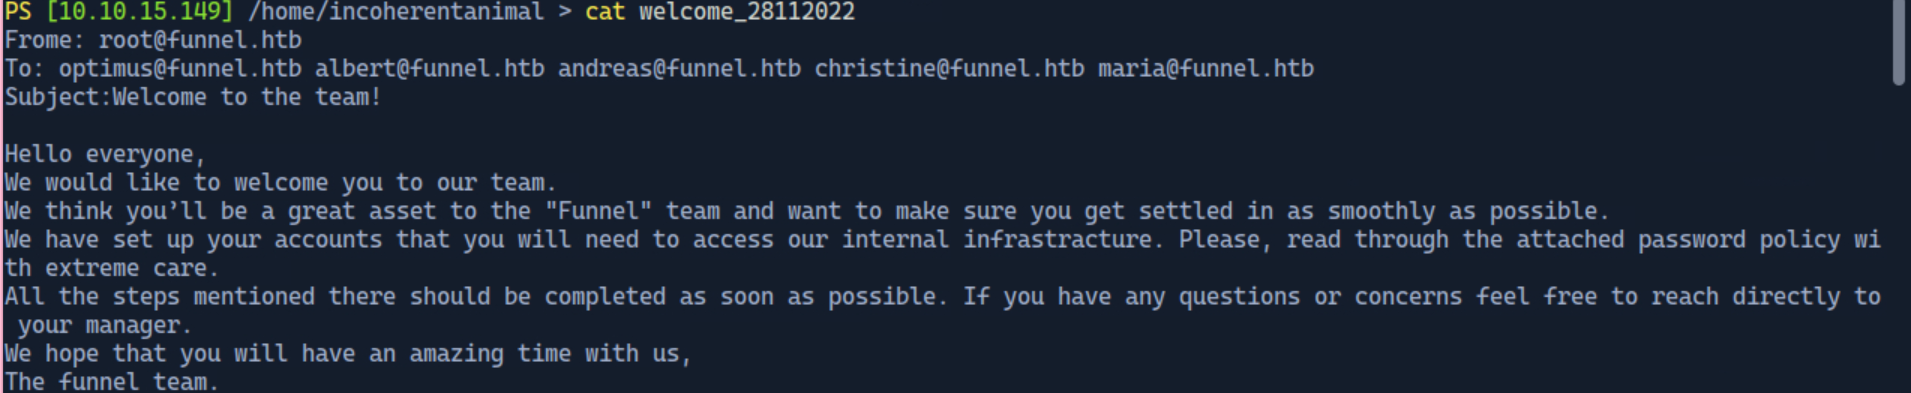 PS [10.10.15.149] /home/incoherentanimal > cat welcome_28112022
Frome: root@funnel.htb
To: optimus@funnel.htb albert@funnel.htb andreas@funnel.htb christine@funnel.htb maria@funnel.htb
Subject:Welcome to the team!

Hello everyone,
We would like to welcome you to our team.
We think you’ll be a great asset to the "Funnel" team and want to make sure you get settled in as smoothly as possible.
We have set up your accounts that you will need to access our internal infrastracture. Please, read through the attached password policy wi
th extreme care.
All the steps mentioned there should be completed as soon as possible. If you have any questions or concerns feel free to reach directly to
 your manager.
We hope that you will have an amazing time with us,
The funnel team.